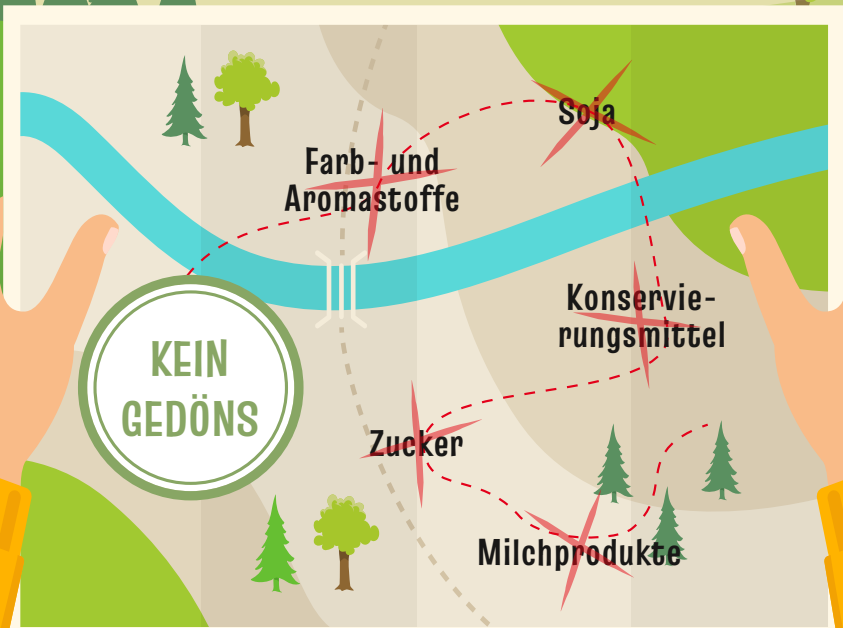 Soja
Farb- und
Aromastoffe
Konservie-
rungsmittel
KEIN
GEDÖNS
Zucker
Milchprodukte